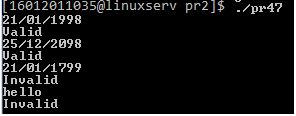 [16012011035@linuxserv pr2]$ ./pr47
21/01/1998
Valid
25/12/2098
Valid
21/01/1799
Invalid
hello
Invalid